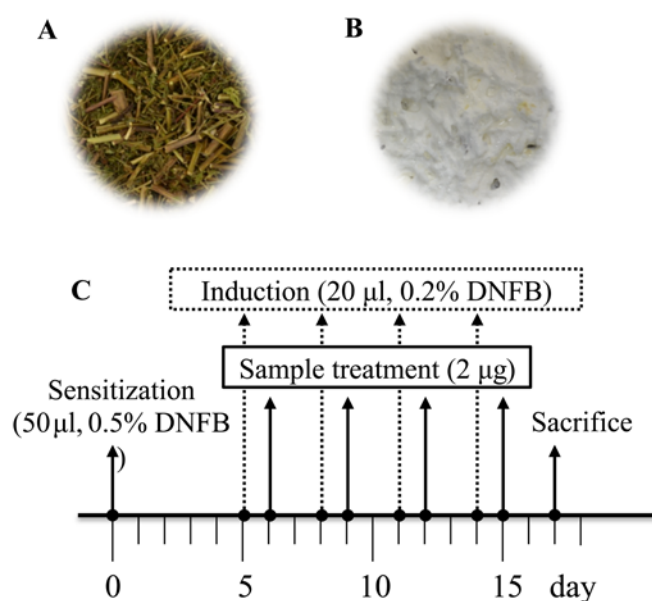 A
B
C
Induction (20 μl, 0.2% DNFB)
Sample treatment (2 μg)
Sensitization
(50 μl, 0.5% DNFB
)
Sacrifice
0 5 10 15 day